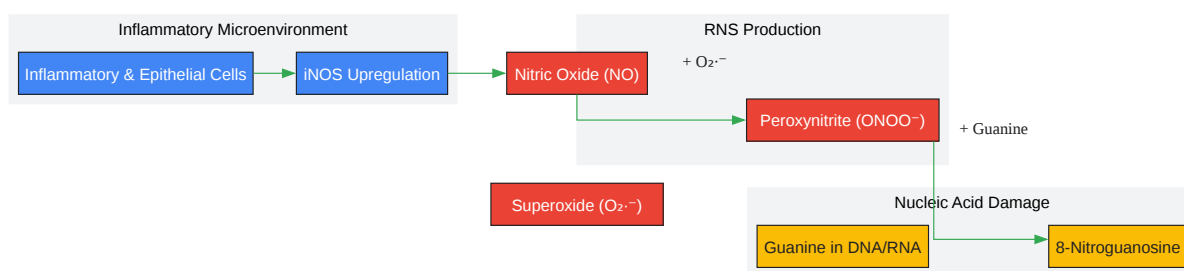 Inflammatory Microenvironment
RNS Production
Inflammatory & Epithelial Cells
iNOS Upregulation
Nitric Oxide (NO)
+ O₂·⁻
Peroxynitrite (ONOO⁻)
+ Guanine
Superoxide (O₂·⁻)
Nucleic Acid Damage
Guanine in DNA/RNA
8-Nitroguanosine